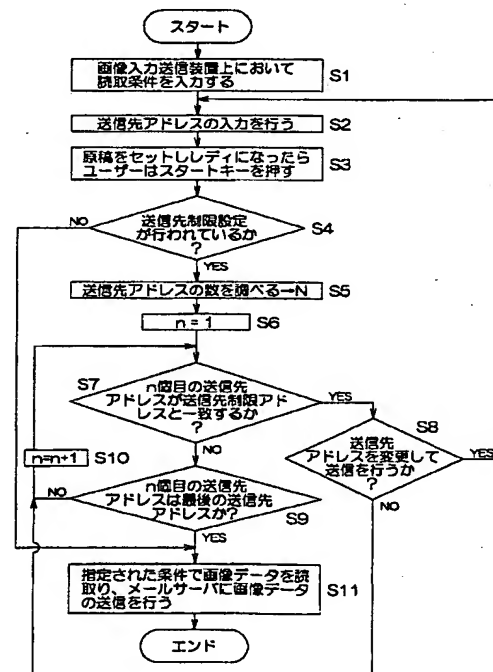 スタート
画像入力送信装置上において
読取条件を入力する
S1
送信先アドレスの入力を行う
S2
原稿をセットしレディになったら
ユーザーはスタートキーを押す
S3
送信先制限設定
が行われているか
?
S4
NO
YES
送信先アドレスの数を調べる→N
S5
n = 1
S6
S7
n個目の送信先
アドレスが送信先制限アド
レスと一致するか
?
YES
NO
S8
送信先
アドレスを変更して
送信を行うか
?
YES
NO
n=n+1
S10
NO
n個目の送信先
アドレスは最後の送信先
アドレスか?
S9
YES
指定された条件で画像データを読
取り、メールサーバに画像データ
の送信を行う
S11
エンド